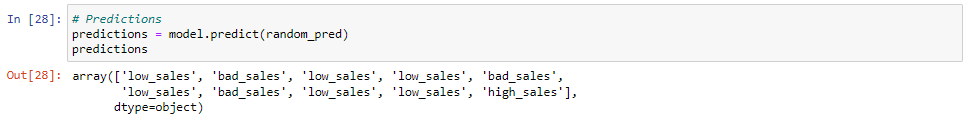 In [28]: # Predictions
predictions = model.predict(random_pred)
predictions
Out[28]: array(['low_sales', 'bad_sales', 'low_sales', 'low_sales', 'bad_sales',
'low_sales', 'bad_sales', 'low_sales', 'low_sales', 'high_sales'],
dtype=object)